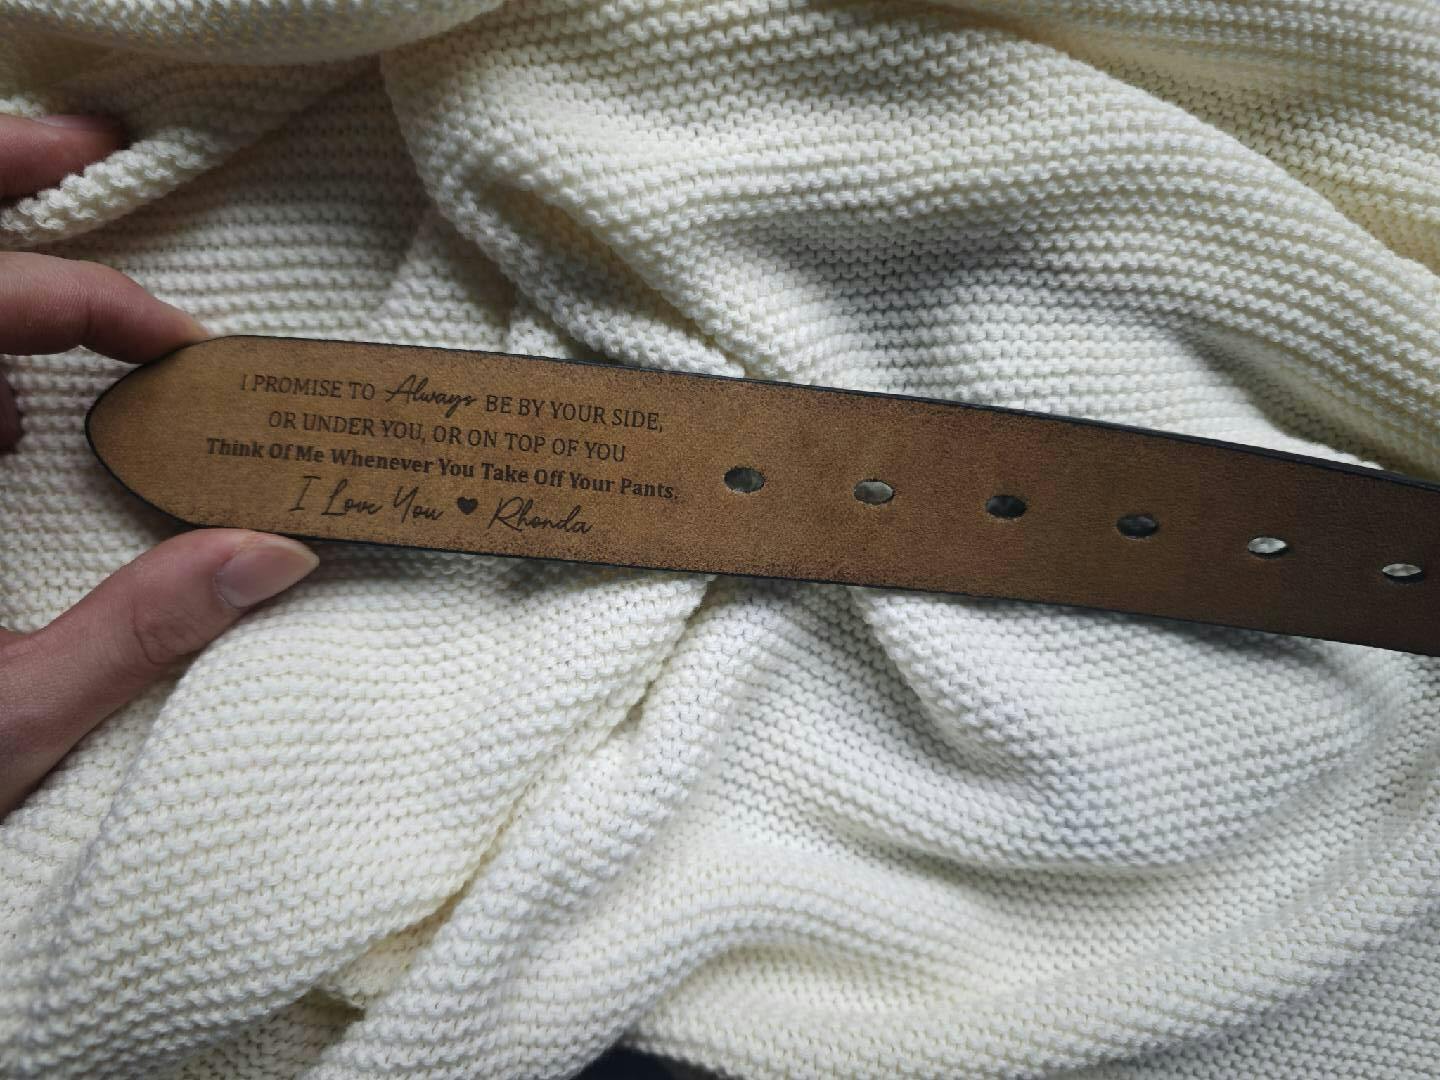 I PROMISE TO Always BE BY YOUR SIDE,
OR UNDER YOU, OR ON TOP OF YOU
Think Of Me Whenever You Take Off Your Pants.
I Love You ♥ Rhonda